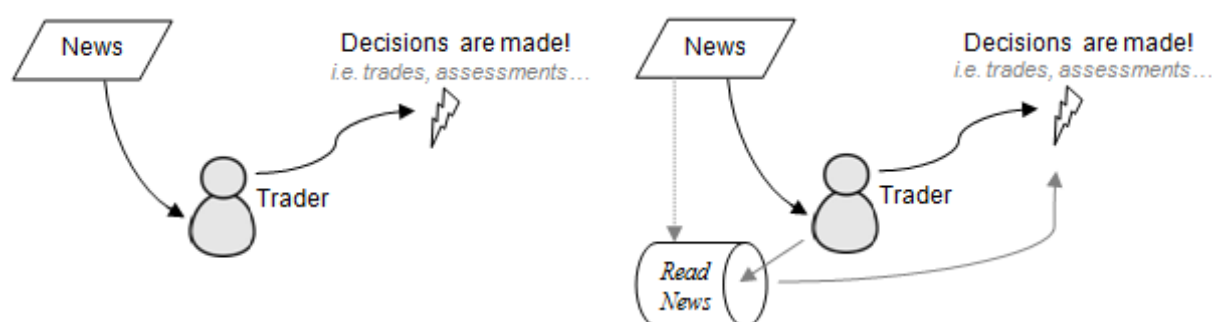 News
Decisions are made!
i.e. trades, assessments...
Trader
News
Decisions are made!
i.e. trades, assessments...
Trader
Read
News